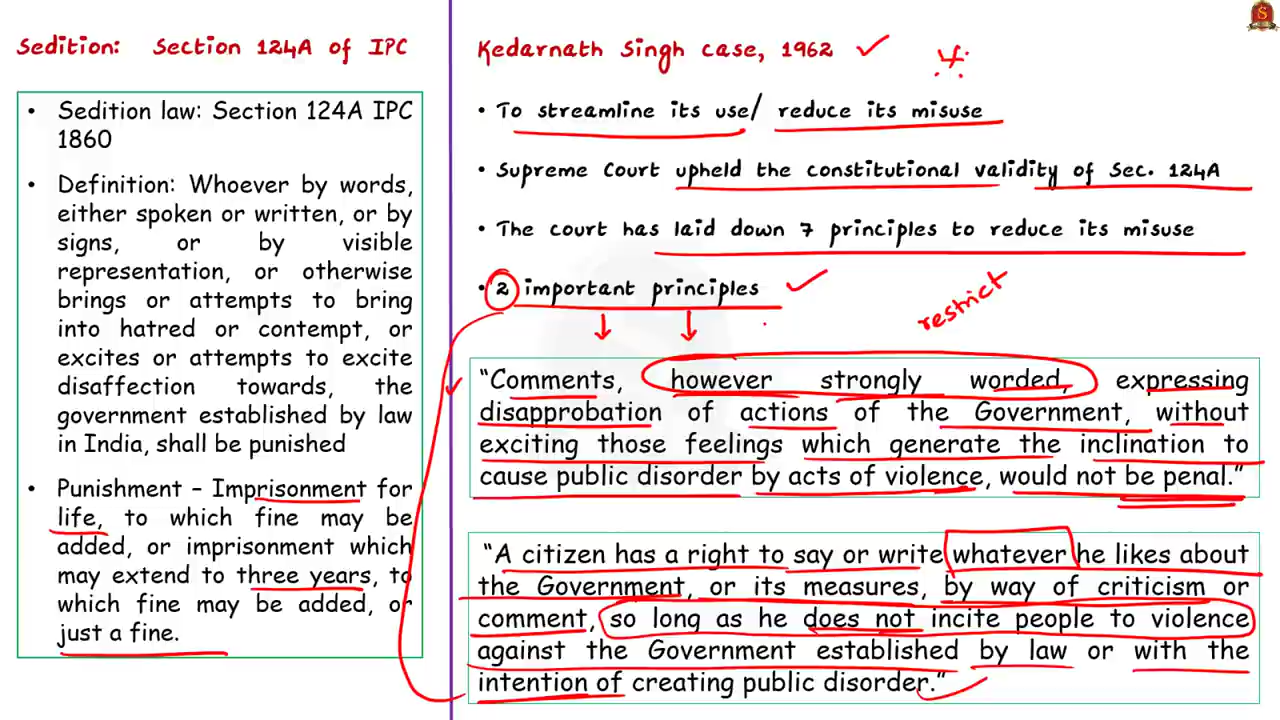 Sedition: Section 124A of IPC
• Sedition law: Section 124A IPC
1860
• Definition: Whoever by words,
either spoken or written, or by
signs, or by visible
representation, or otherwise
brings or attempts to bring
into hatred or contempt, or
excites or attempts to excite
disaffection towards, the
government established by law
in India, shall be punished
• Punishment – Imprisonment for
life, to which fine may be
added, or imprisonment which
may extend to three years, to
which fine may be added, or
just a fine.
Kedarnath Singh case, 1962
• To streamline its use/ reduce its misuse
• Supreme Court upheld the constitutional validity of Sec. 124A
• The court has laid down 7 principles to reduce its misuse
• 2 important principles
restrict
“Comments, however strongly worded, expressing
disapprobation of actions of the Government, without
exciting those feelings which generate the inclination to
cause public disorder by acts of violence, would not be penal.”
“A citizen has a right to say or write whatever he likes about
the Government, or its measures, by way of criticism or
comment, so long as he does not incite people to violence
against the Government established by law or with the
intention of creating public disorder.”